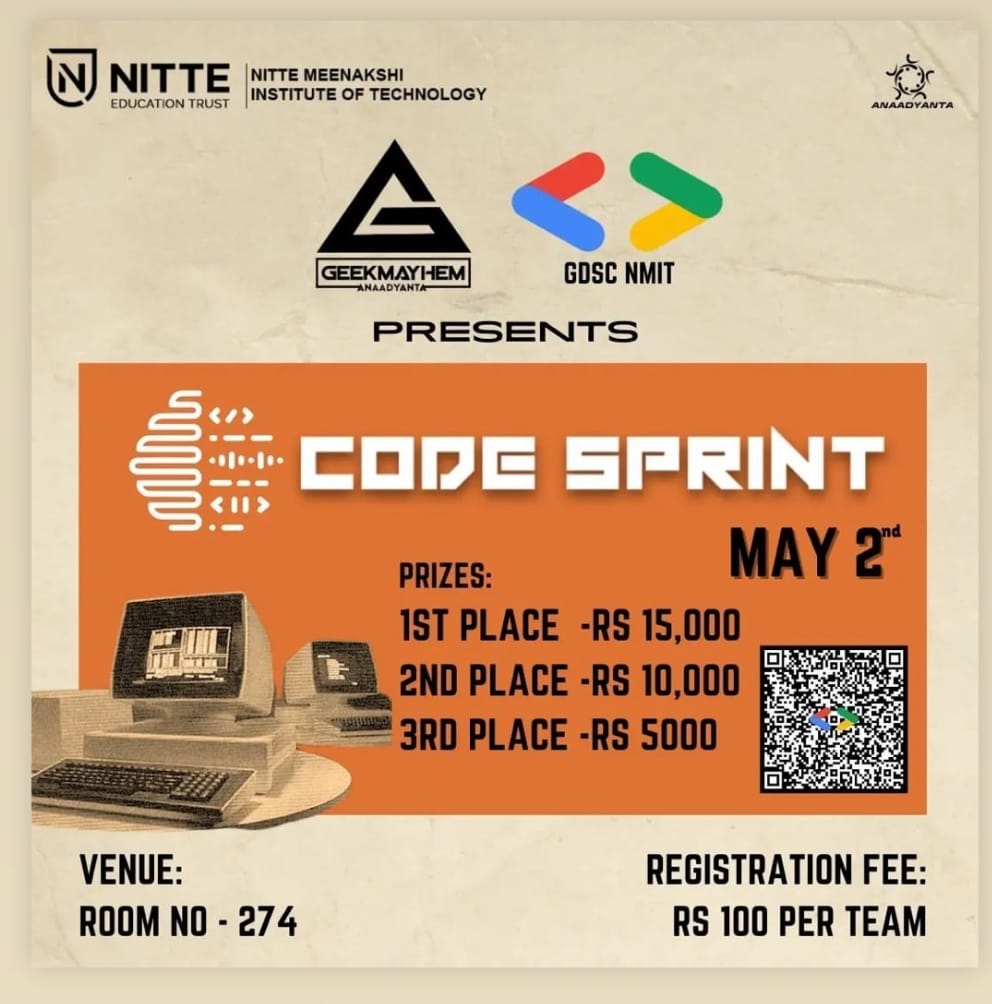 NITTE
EDUCATION TRUST
NITTE MEENAKSHI
INSTITUTE OF TECHNOLOGY
ANAADYANTA
GEEKMAYHEM
ANAADYANTA
GDSC NMIT
PRESENTS
CODE SPRINT
MAY 2nd
PRIZES:
1ST PLACE -RS 15,000
2ND PLACE -RS 10,000
3RD PLACE -RS 5000
VENUE:
ROOM NO - 274
REGISTRATION FEE:
RS 100 PER TEAM